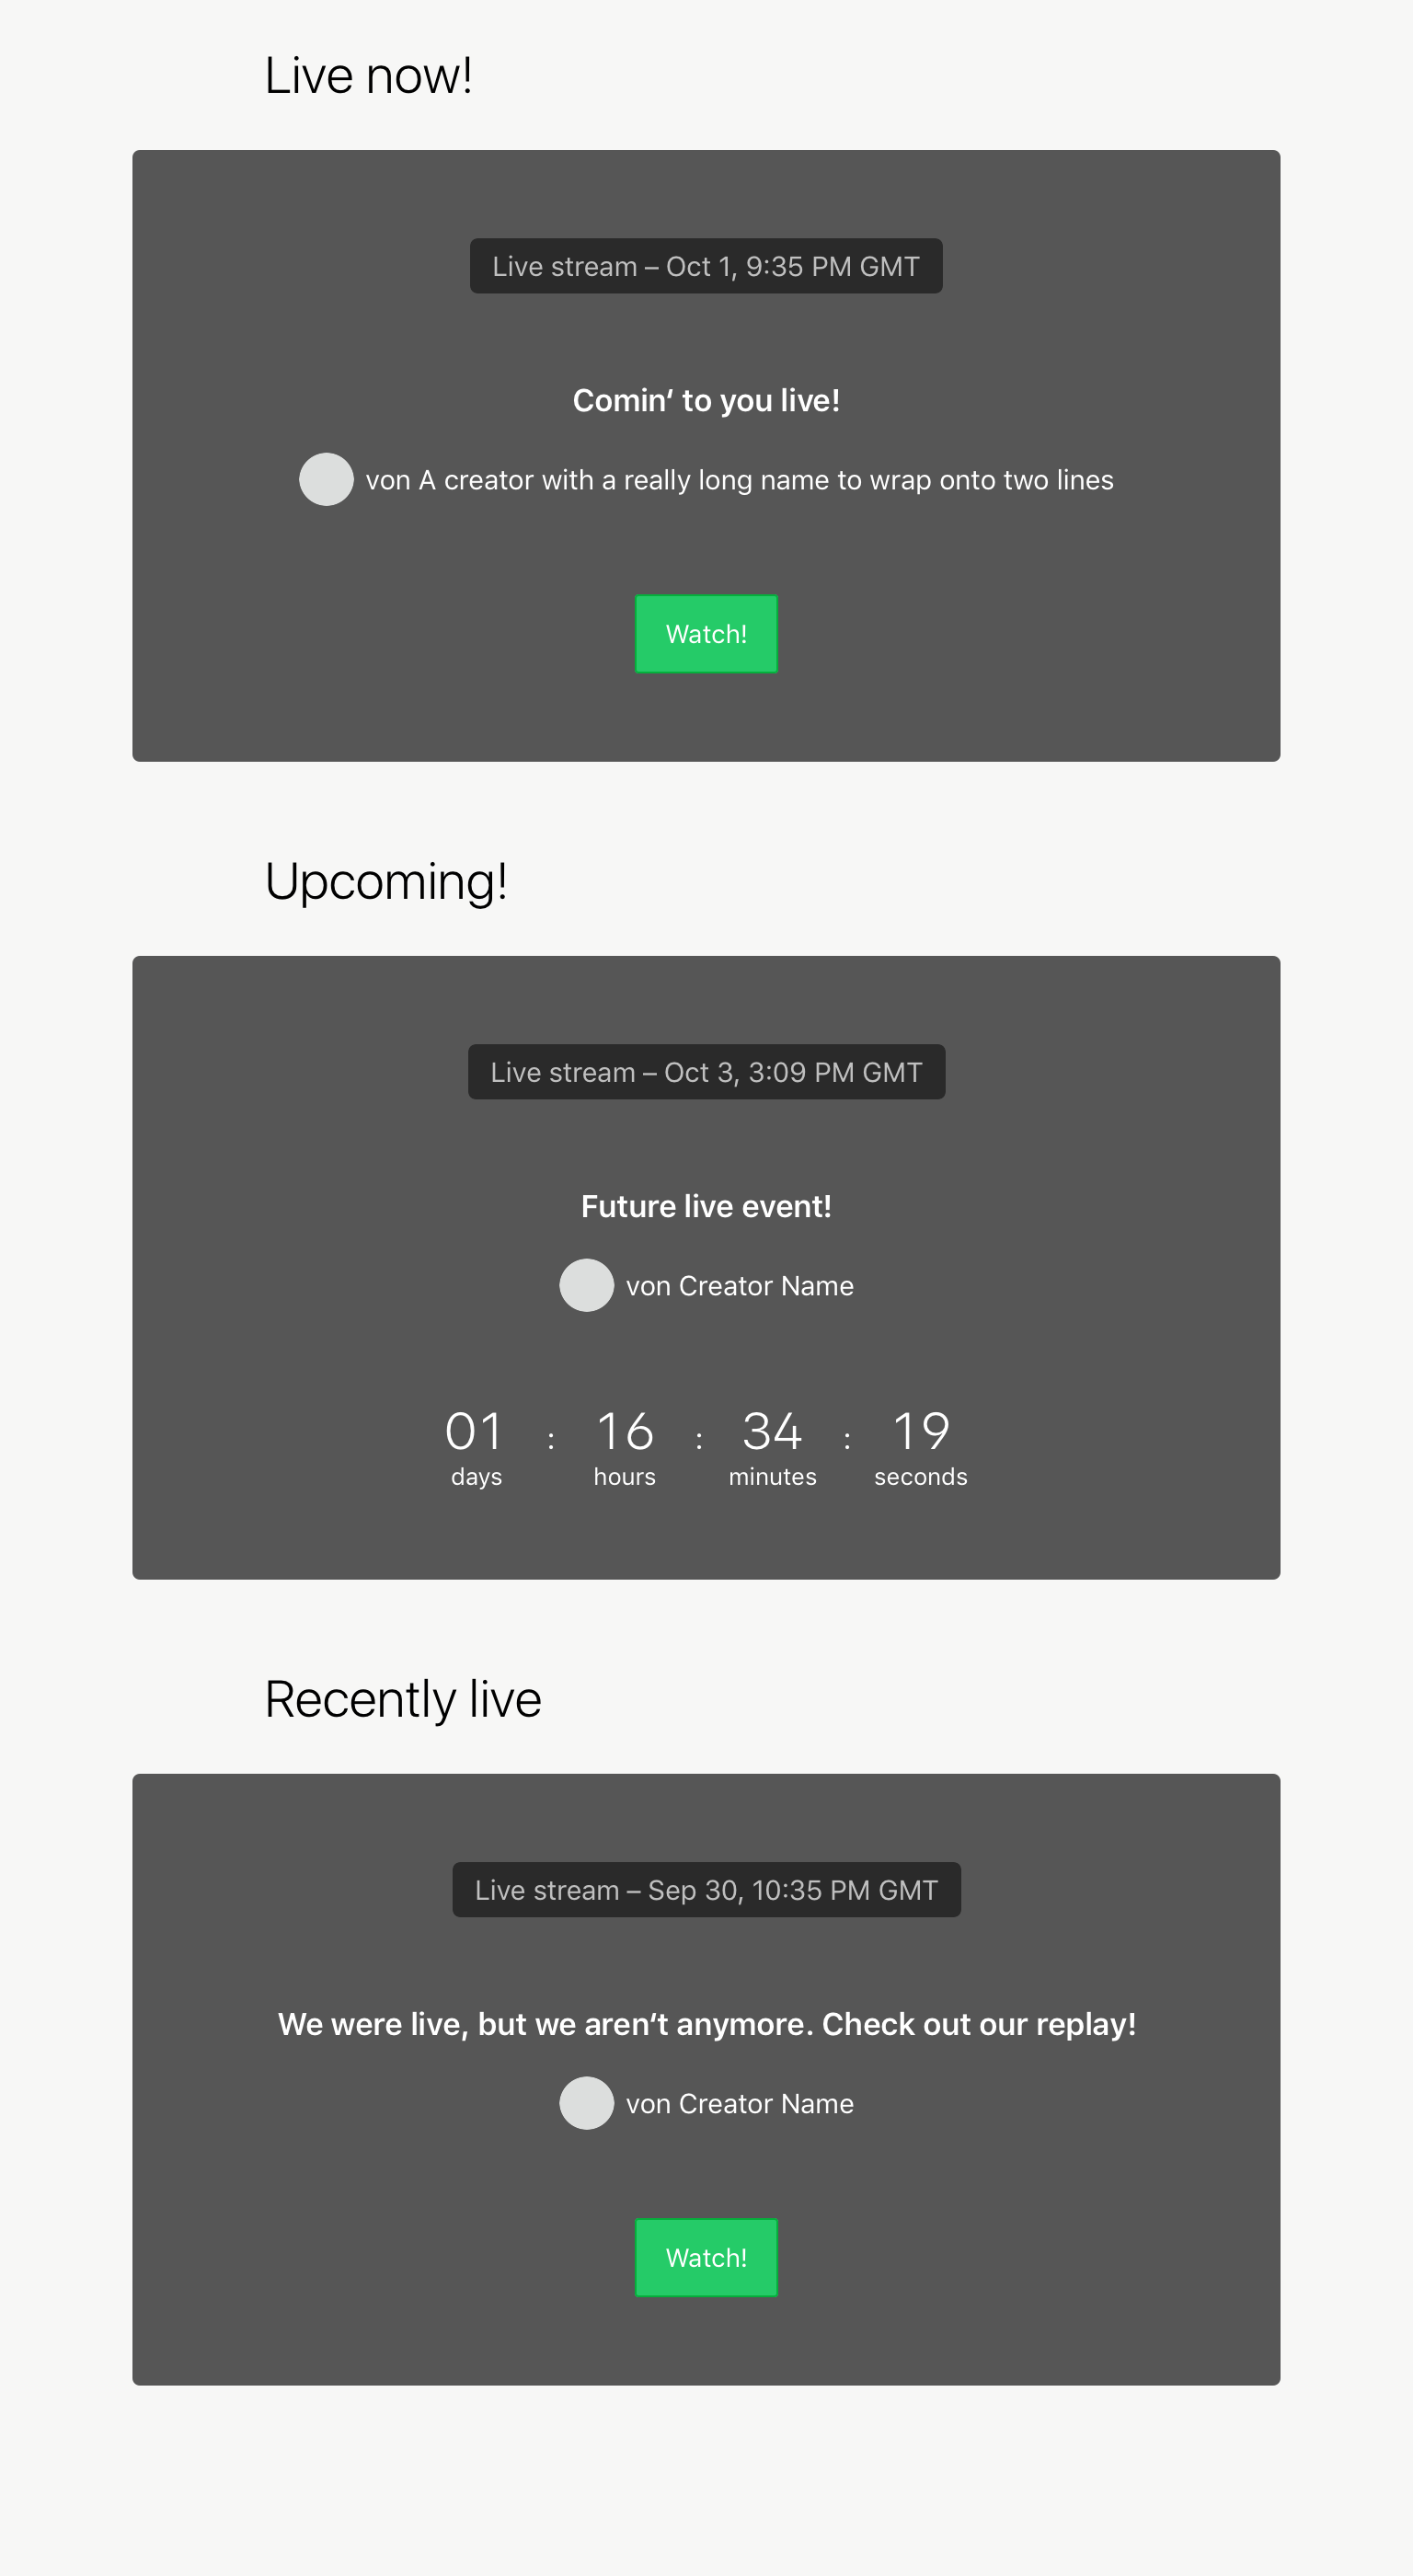 Live now!
Live stream – Oct 1, 9:35 PM GMT
Comin‘ to you live!
von A creator with a really long name to wrap onto two lines
Watch!
Upcoming!
Live stream – Oct 3, 3:09 PM GMT
Future live event!
von Creator Name
01 : 16 : 34 : 19
days hours minutes seconds
Recently live
Live stream – Sep 30, 10:35 PM GMT
We were live, but we aren‘t anymore. Check out our replay!
von Creator Name
Watch!